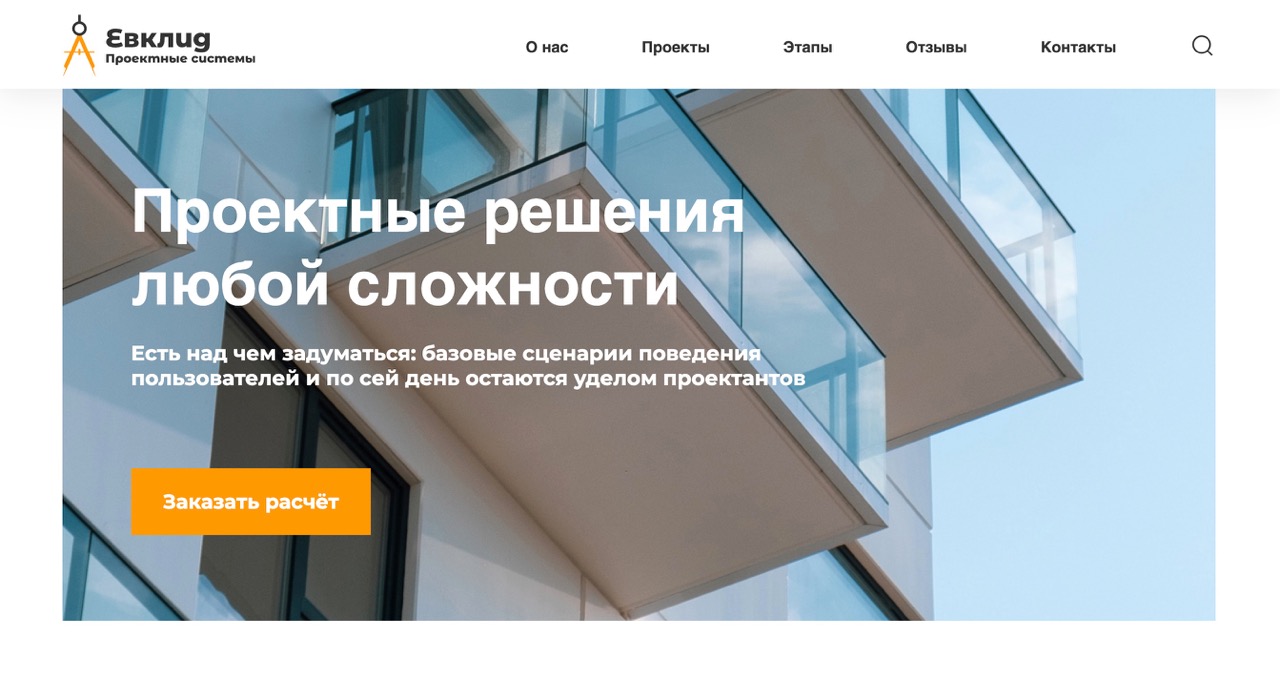 Евклид
Проектные системы
О нас
Проекты
Этапы
Отзывы
Контакты
Проектные решения
любой сложности
Есть над чем задуматься: базовые сценарии поведения
пользователей и по сей день остаются уделом проектантов
Заказать расчёт